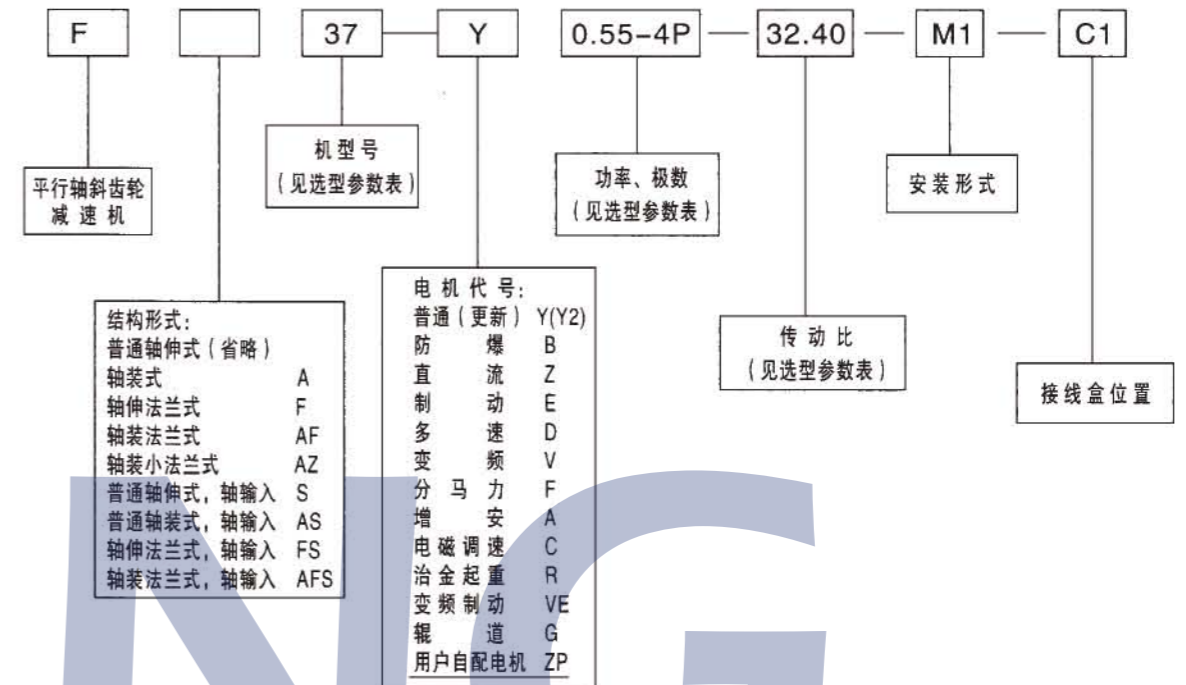 F 37 Y 0.55-4P 32.40 M1 C1
平行轴斜齿轮
减速机
机型号
(见选型参数表)
功率、极数
(见选型参数表)
安装形式
结构形式:
普通轴伸式(省略)
轴装式 A
轴伸法兰式 F
轴装法兰式 AF
轴装小法兰式 AZ
普通轴伸式,轴输入 S
普通轴装式,轴输入 AS
轴伸法兰式,轴输入 FS
轴装法兰式,轴输入 AFS
电机代号:
普通(更新) Y(Y2)
防爆 B
直流 Z
制动 E
多速 D
变频 V
分马力 F
增安 A
电磁调速 C
冶金起重 R
变频制动 VE
辊道 G
用户自配电机 ZP
传动比
(见选型参数表)
接线盒位置
NG